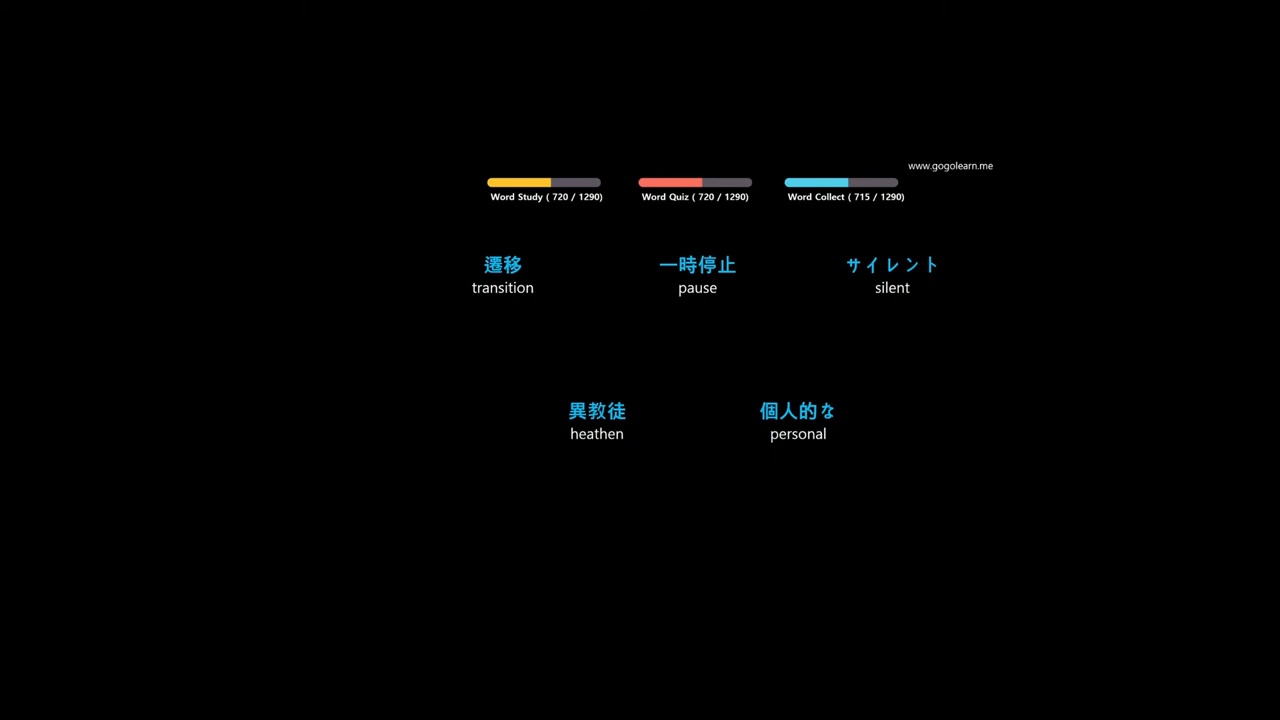 www.gogolearn.me
Word Study ( 720 / 1290)
Word Quiz ( 720 / 1290)
Word Collect ( 715 / 1290)
遷移
transition
一時停止
pause
サイレント
silent
異教徒
heathen
個人的な
personal